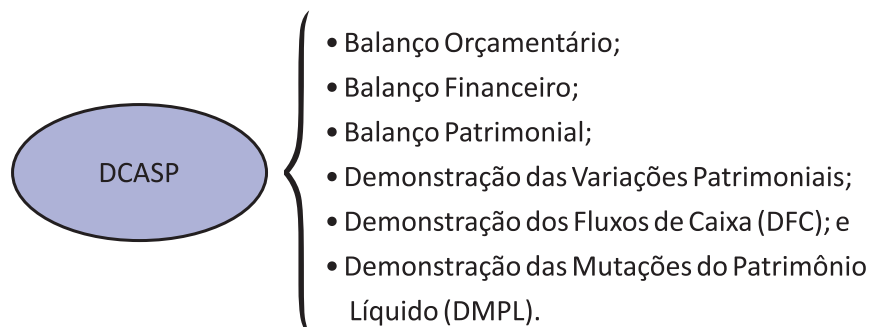 DCASP
• Balanço Orçamentário;
• Balanço Financeiro;
• Balanço Patrimonial;
• Demonstração das Variações Patrimoniais;
• Demonstração dos Fluxos de Caixa (DFC); e
• Demonstração das Mutações do Patrimônio
Líquido (DMPL).